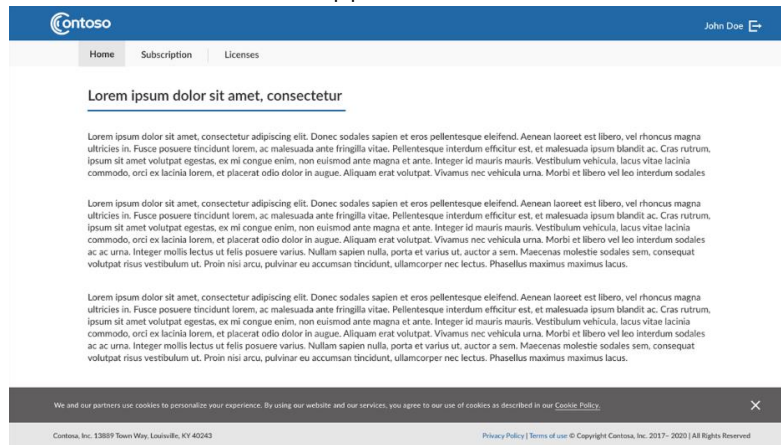 Contoso
John Doe
Home Subscription Licenses
Lorem ipsum dolor sit amet, consectetur
Lorem ipsum dolor sit amet, consectetur adipiscing elit. Donec sodales sapien et eros pellentesque eleifend. Aenean laoreet est libero, vel rhoncus magna
ultricies in. Fusce posuere tincidunt lorem, ac malesuada ante fringilla vitae. Pellentesque interdum efficitur est, et malesuada ipsum blandit ac. Cras rutrum,
ipsum sit amet volutpat egestas, ex mi congue enim, non euismod ante magna et ante. Integer id mauris mauris. Vestibulum vehicula, lacus vitae lacinia
commodo, orci ex lacinia lorem, et placerat odio dolor in augue. Aliquam erat volutpat. Vivamus nec vehicula urna. Morbi et libero vel leo interdum sodales
Lorem ipsum dolor sit amet, consectetur adipiscing elit. Donec sodales sapien et eros pellentesque eleifend. Aenean laoreet est libero, vel rhoncus magna
ultricies in. Fusce posuere tincidunt lorem, ac malesuada ante fringilla vitae. Pellentesque interdum efficitur est, et malesuada ipsum blandit ac. Cras rutrum,
ipsum sit amet volutpat egestas, ex mi congue enim, non euismod ante magna et ante. Integer id mauris mauris. Vestibulum vehicula, lacus vitae lacinia
commodo, orci ex lacinia lorem, et placerat odio dolor in augue. Aliquam erat volutpat. Vivamus nec vehicula urna. Morbi et libero vel leo interdum sodales
ac ac urna. Integer mollis lectus ut felis posuere varius. Nullam sapien nulla, porta et varius ut, auctor a sem. Maecenas molestie sodales sem, consequat
volutpat risus vestibulum ut. Proin nisi arcu, pulvinar eu accumsan tincidunt, ullamcorper nec lectus. Phasellus maximus maximus lacus.
Lorem ipsum dolor sit amet, consectetur adipiscing elit. Donec sodales sapien et eros pellentesque eleifend. Aenean laoreet est libero, vel rhoncus magna
ultricies in. Fusce posuere tincidunt lorem, ac malesuada ante fringilla vitae. Pellentesque interdum efficitur est, et malesuada ipsum blandit ac. Cras rutrum,
ipsum sit amet volutpat egestas, ex mi congue enim, non euismod ante magna et ante. Integer id mauris mauris. Vestibulum vehicula, lacus vitae lacinia
commodo, orci ex lacinia lorem, et placerat odio dolor in augue. Aliquam erat volutpat. Vivamus nec vehicula urna. Morbi et libero vel leo interdum sodales
ac ac urna. Integer mollis lectus ut felis posuere varius. Nullam sapien nulla, porta et varius ut, auctor a sem. Maecenas molestie sodales sem, consequat
volutpat risus vestibulum ut. Proin nisi arcu, pulvinar eu accumsan tincidunt, ullamcorper nec lectus. Phasellus maximus maximus lacus.
We and our partners use cookies to personalize your experience. By using our website and our services, you agree to our use of cookies as described in our Cookie Policy.
Contosa, Inc. 13889 Town Way, Louisville, KY 40243
Privacy Policy | Terms of use © Copyright Contosa, Inc. 2017– 2020 | All Rights Reserved